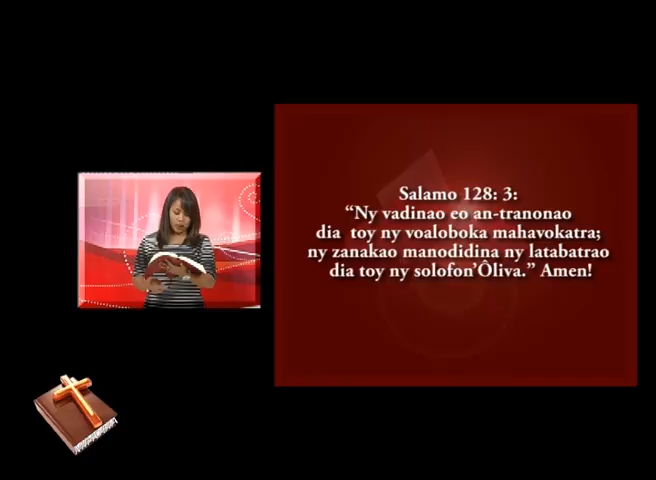 Salamo 128: 3:
“Ny vadinao eo an-tranonao
dia toy ny voaloboka mahavokatra;
ny zanakao manodidina ny latabatrao
dia toy ny solofon’Ôliva.” Amen!